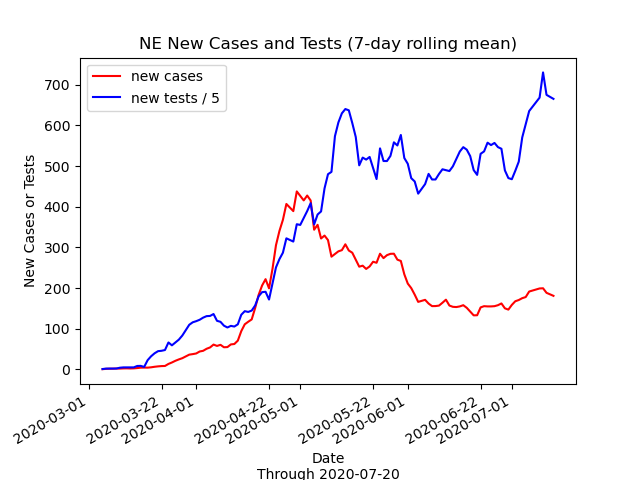 NE New Cases and Tests (7-day rolling mean)
new cases
new tests / 5
New Cases or Tests
700
600
500
400
300
200
100
0
2020-03-01
2020-03-22
2020-04-01
2020-04-22
2020-05-01
2020-05-22
2020-06-01
2020-06-22
2020-07-01
Date
Through 2020-07-20